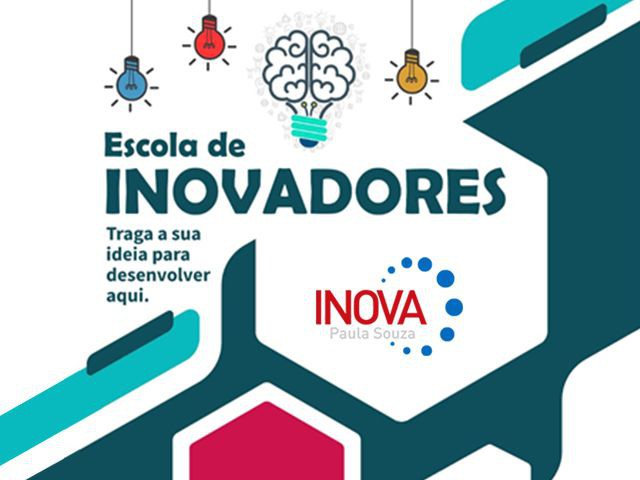 Escola de
INOVADORES
Traga a sua
ideia para
desenvolver
aqui.
INOVA
Paula Souza